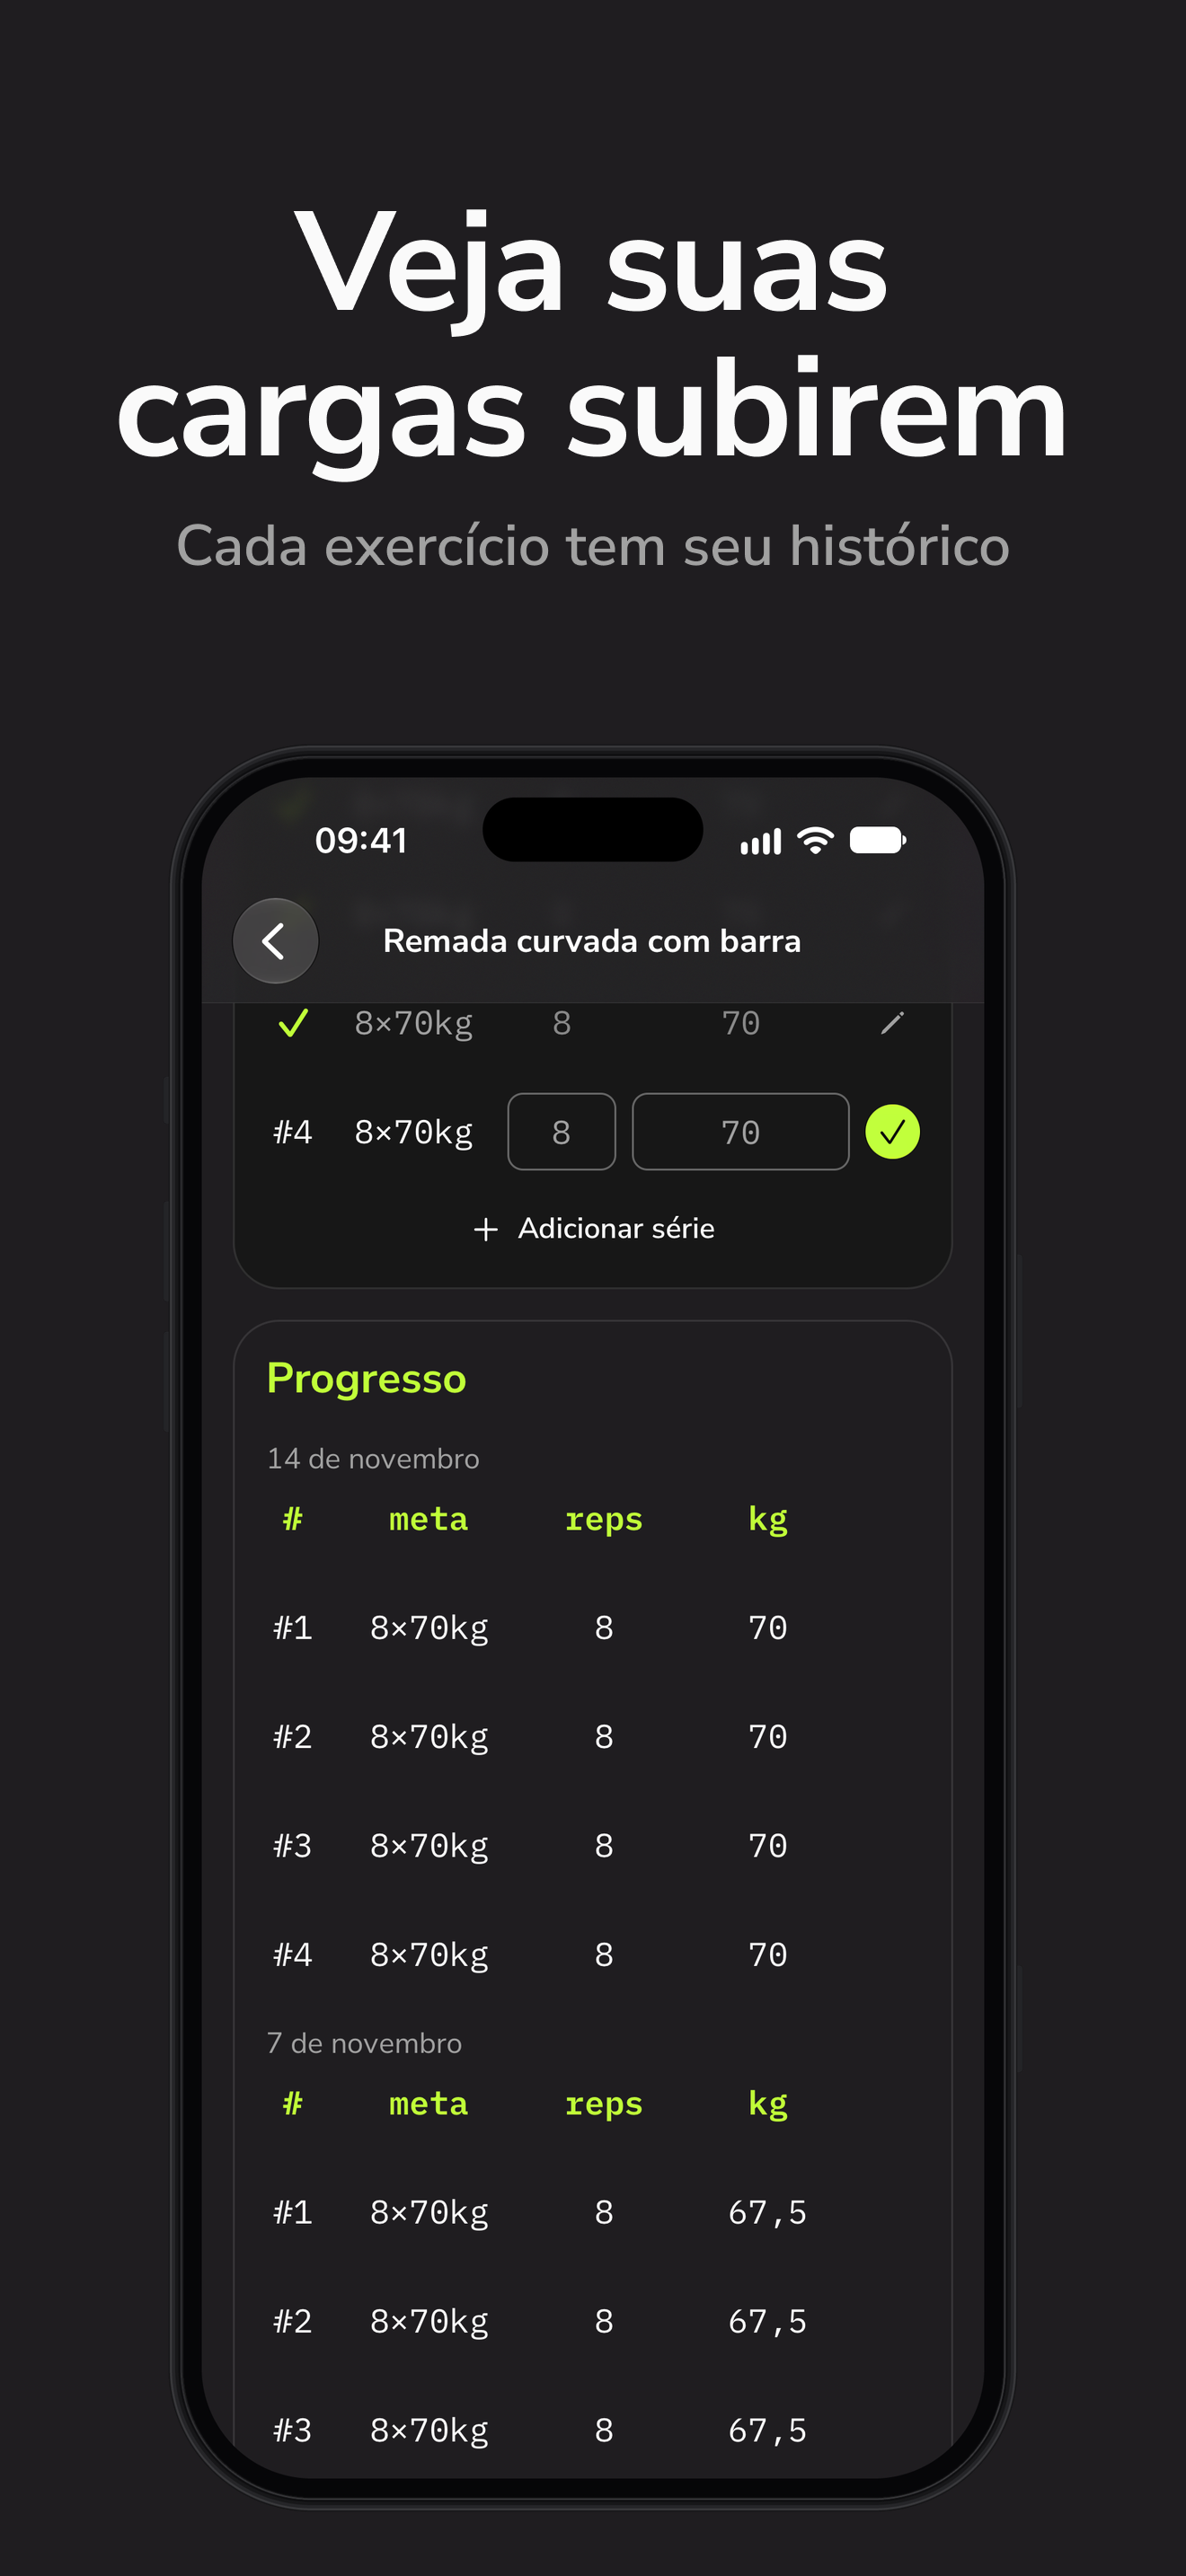 Veja suas
cargas subirem
Cada exercício tem seu histórico
09:41
Remada curvada com barra
8×70kg 8 70
#4 8×70kg 8 70
+ Adicionar série
Progresso
14 de novembro
# meta reps kg
#1 8×70kg 8 70
#2 8×70kg 8 70
#3 8×70kg 8 70
#4 8×70kg 8 70
7 de novembro
# meta reps kg
#1 8×70kg 8 67,5
#2 8×70kg 8 67,5
#3 8×70kg 8 67,5